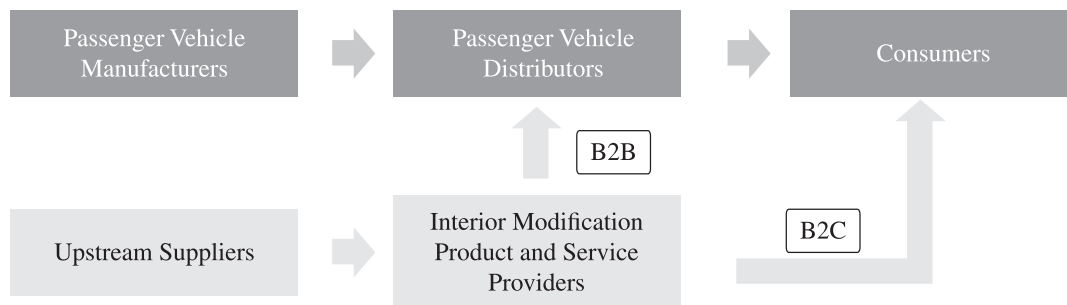 Passenger Vehicle
Manufacturers
Passenger Vehicle
Distributors
Consumers
B2B
Upstream Suppliers
Interior Modification
Product and Service
Providers
B2C